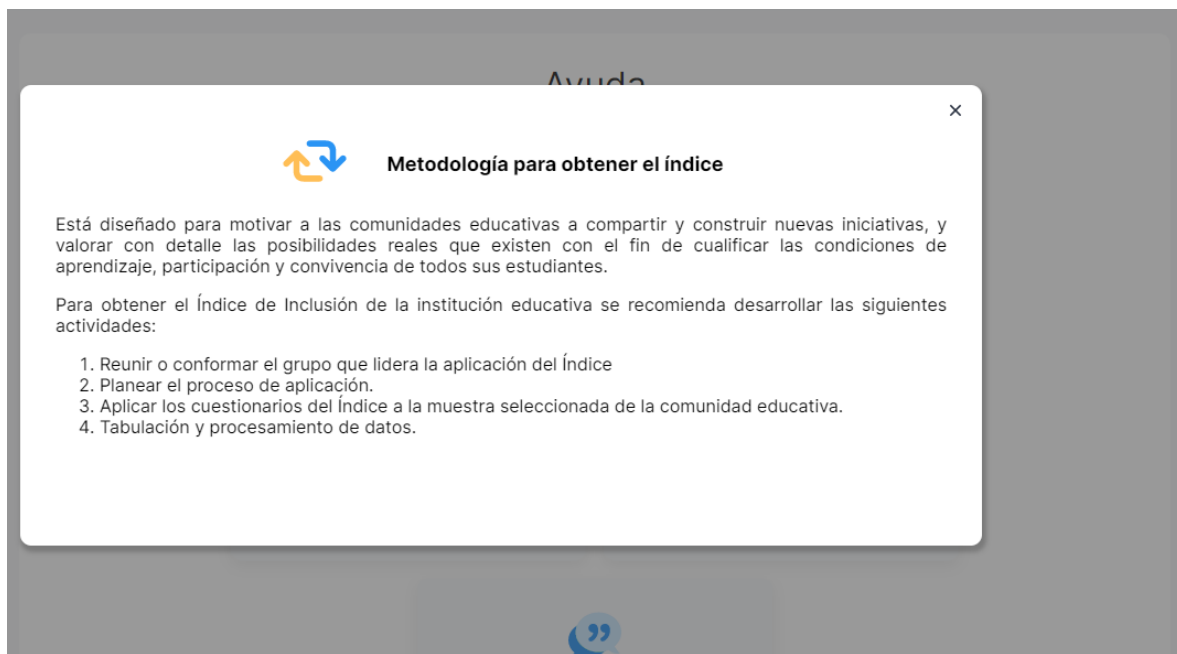 Ayuda
×
Metodología para obtener el índice
Está diseñado para motivar a las comunidades educativas a compartir y construir nuevas iniciativas, y
valorar con detalle las posibilidades reales que existen con el fin de cualificar las condiciones de
aprendizaje, participación y convivencia de todos sus estudiantes.
Para obtener el Índice de Inclusión de la institución educativa se recomienda desarrollar las siguientes
actividades:
1. Reunir o conformar el grupo que lidera la aplicación del Índice
2. Planear el proceso de aplicación.
3. Aplicar los cuestionarios del Índice a la muestra seleccionada de la comunidad educativa.
4. Tabulación y procesamiento de datos.